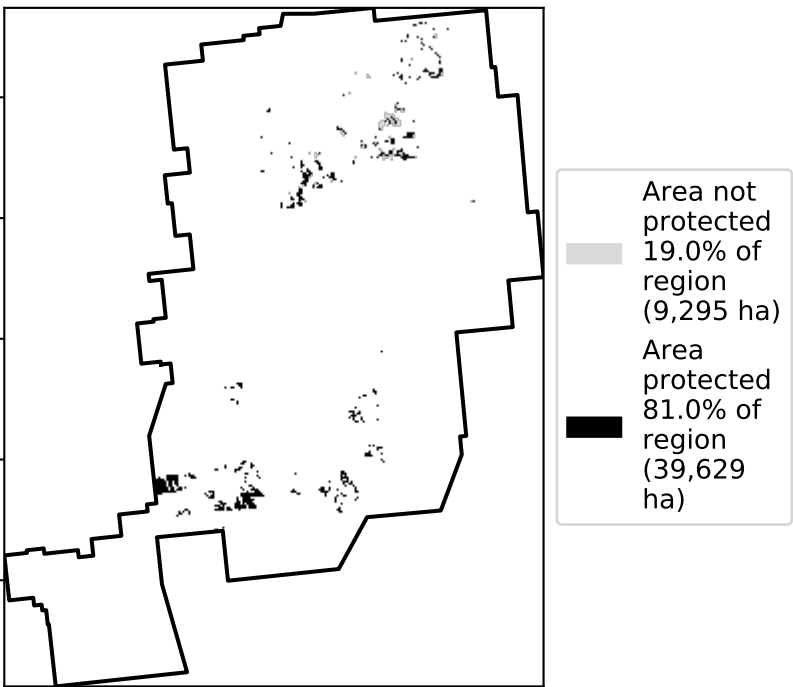 Area not
protected
19.0% of
region
(9,295 ha)
Area
protected
81.0% of
region
(39,629
ha)